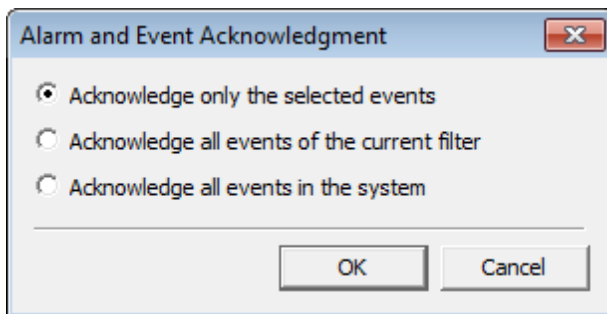 Alarm and Event Acknowledgment
Acknowledge only the selected events
Acknowledge all events of the current filter
Acknowledge all events in the system
OK Cancel